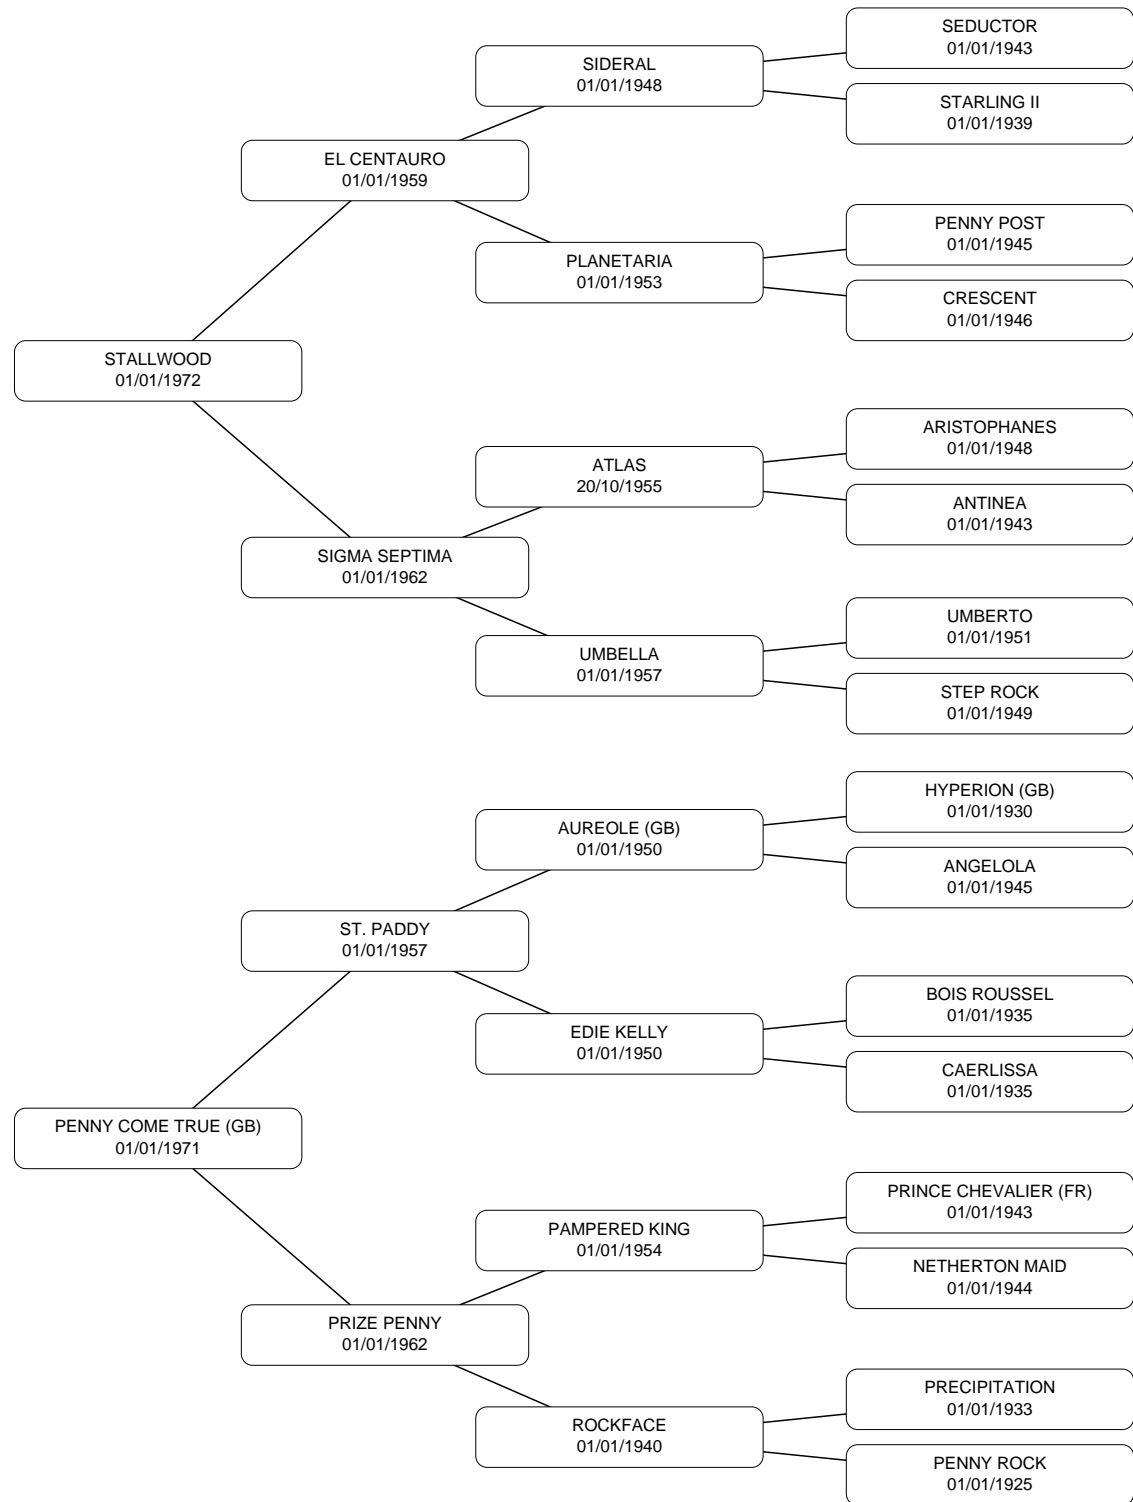 SEDUCTOR
01/01/1943
SIDERAL
01/01/1948
STARLING II
01/01/1939
EL CENTAURO
01/01/1959
PENNY POST
01/01/1945
PLANETARIA
01/01/1953
CRESCENT
01/01/1946
STALLWOOD
01/01/1972
ARISTOPHANES
01/01/1948
ATLAS
20/10/1955
ANTINEA
01/01/1943
SIGMA SEPTIMA
01/01/1962
UMBERTO
01/01/1951
UMBELLA
01/01/1957
STEP ROCK
01/01/1949
HYPERION (GB)
01/01/1930
AUREOLE (GB)
01/01/1950
ANGELOLA
01/01/1945
ST. PADDY
01/01/1957
BOIS ROUSSEL
01/01/1935
EDIE KELLY
01/01/1950
CAERLISSA
01/01/1935
PENNY COME TRUE (GB)
01/01/1971
PRINCE CHEVALIER (FR)
01/01/1943
PAMPERED KING
01/01/1954
NETHERTON MAID
01/01/1944
PRIZE PENNY
01/01/1962
PRECIPITATION
01/01/1933
ROCKFACE
01/01/1940
PENNY ROCK
01/01/1925